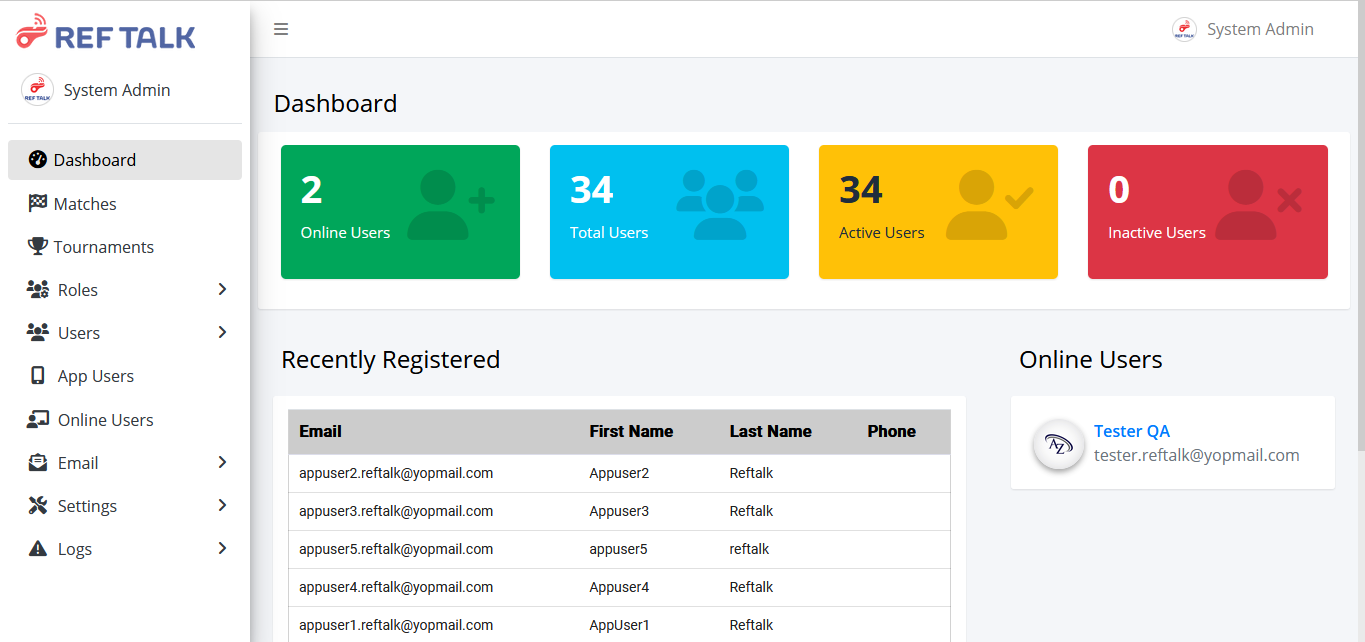 REF TALK
System Admin
REF TALK
System Admin
REF TALK
Dashboard
Matches
Tournaments
Roles
Users
App Users
Online Users
Email
Settings
Logs
Dashboard
2
Online Users
34
Total Users
34
Active Users
0
Inactive Users
Recently Registered
Email First Name Last Name Phone
appuser2.reftalk@yopmail.com Appuser2 Reftalk
appuser3.reftalk@yopmail.com Appuser3 Reftalk
appuser5.reftalk@yopmail.com appuser5 reftalk
appuser4.reftalk@yopmail.com Appuser4 Reftalk
appuser1.reftalk@yopmail.com AppUser1 Reftalk
Online Users
AZ
Tester QA
tester.reftalk@yopmail.com